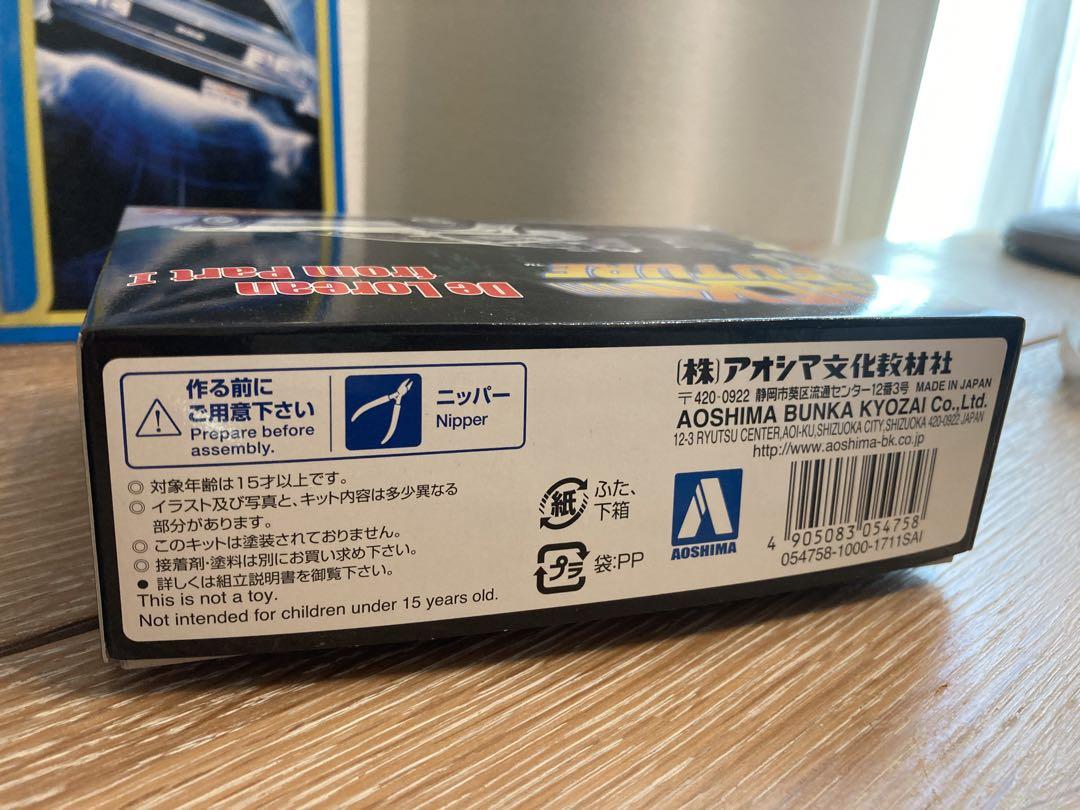 De Lorean
from Part I
FUTURE
™
作る前に
ご用意下さい
Prepare before
assembly.
ニッパー
Nipper
◎ 対象年齢は15才以上です。
◎ イラスト及び写真と、キット内容は多少異なる
部分があります。
◎ このキットは塗装されておりません。
◎ 接着剤・塗料は別にお買い求め下さい。
● 詳しくは組立説明書を御覧下さい。
This is not a toy.
Not intended for children under 15 years old.
紙
ふた、
下箱
プラ
袋:PP
AOSHIMA
(株)アオシマ文化教材社
〒420-0922 静岡市葵区流通センター12番3号 MADE IN JAPAN
AOSHIMA BUNKA KYOZAI Co.,Ltd.
12-3 RYUTSU CENTER,AOI-KU,SHIZUOKA CITY,SHIZUOKA 420-0922 JAPAN
http://www.aoshima-bk.co.jp
4 905083 054758
054758-1000-1711SAI